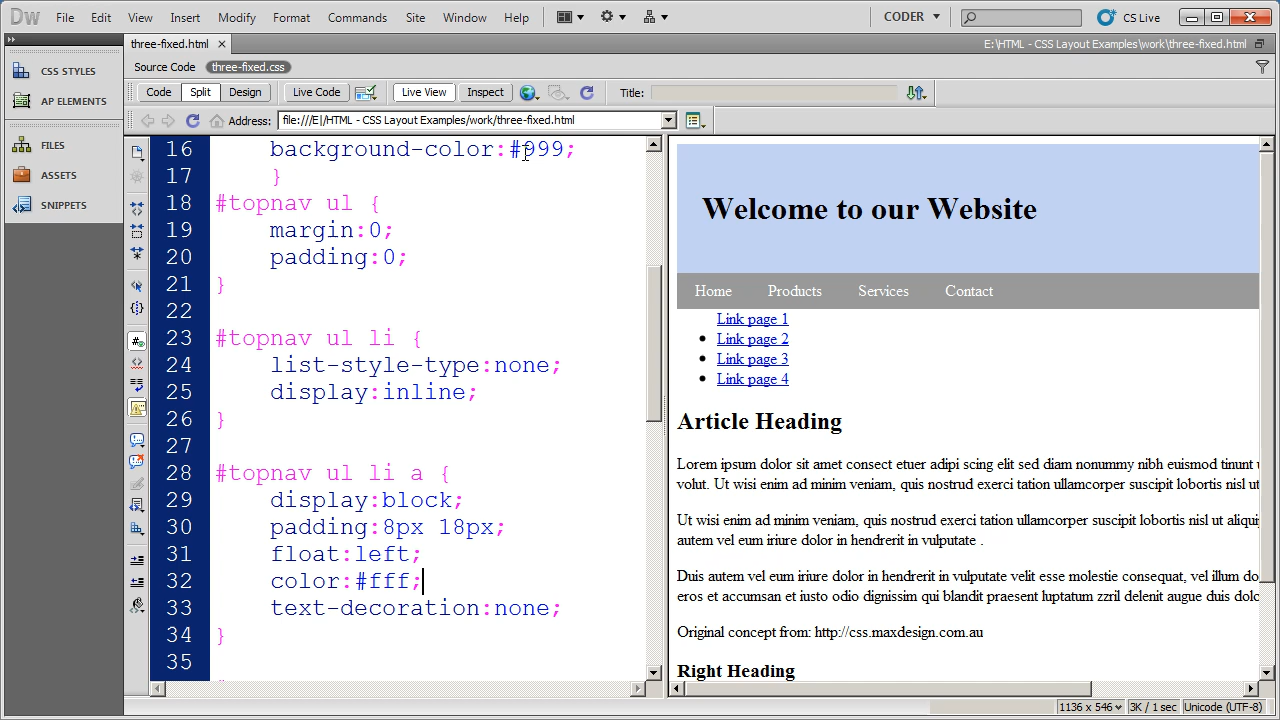 Dw File Edit View Insert Modify Format Commands Site Window Help CODER CS Live
three-fixed.html E:\HTML - CSS Layout Examples\work\three-fixed.html
Source Code three-fixed.css
Code Split Design Live Code Live View Inspect Title:
Address: file:///E|/HTML - CSS Layout Examples/work/three-fixed.html
CSS STYLES
AP ELEMENTS
FILES
ASSETS
SNIPPETS
16 background-color:#999;
17 }
18 #topnav ul {
19 margin:0;
20 padding:0;
21 }
22
23 #topnav ul li {
24 list-style-type:none;
25 display:inline;
26 }
27
28 #topnav ul li a {
29 display:block;
30 padding:8px 18px;
31 float:left;
32 color:#fff;
33 text-decoration:none;
34 }
35
Welcome to our Website
Home Products Services Contact
Link page 1
Link page 2
Link page 3
Link page 4
Article Heading
Lorem ipsum dolor sit amet consect etuer adipi scing elit sed diam nonummy nibh euismod tinunt
volut. Ut wisi enim ad minim veniam, quis nostrud exerci tation ullamcorper suscipit lobortis nisl ut
Ut wisi enim ad minim veniam, quis nostrud exerci tation ullamcorper suscipit lobortis nisl ut aliqui
autem vel eum iriure dolor in hendrerit in vulputate .
Duis autem vel eum iriure dolor in hendrerit in vulputate velit esse molestie consequat, vel illum do
eros et accumsan et iusto odio dignissim qui blandit praesent luptatum zzril delenit augue duis dolo
Original concept from: http://css.maxdesign.com.au
Right Heading
1136 x 546 3K / 1 sec Unicode (UTF-8)